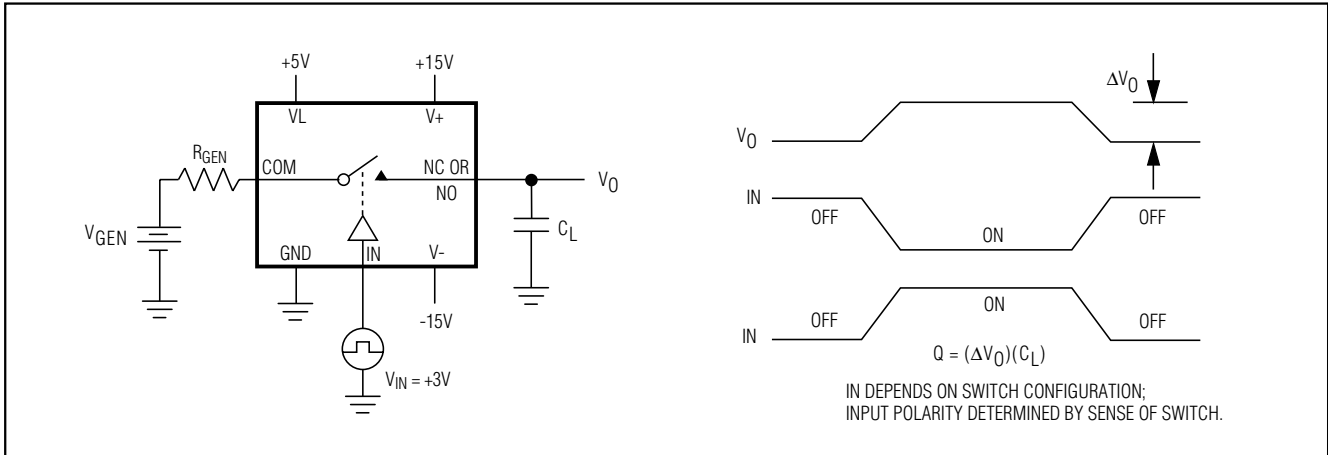 +5V
+15V
VL
V+
RGEN
COM
NC OR
NO
VO
VGEN
CL
GND
IN
V-
-15V
VIN = +3V
ΔVO
VO
IN
OFF
ON
OFF
IN
OFF
ON
OFF
Q = (ΔVO)(CL)
IN DEPENDS ON SWITCH CONFIGURATION;
INPUT POLARITY DETERMINED BY SENSE OF SWITCH.